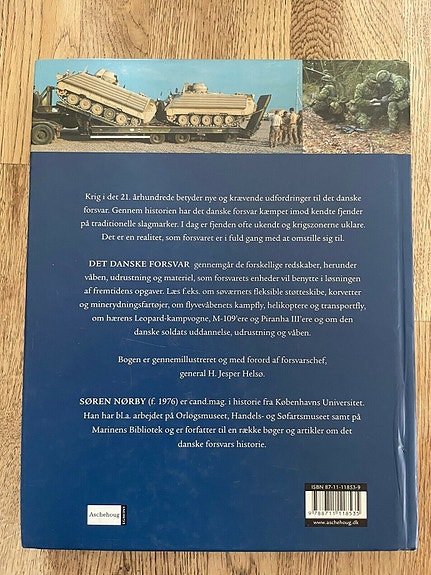 Krig i det 21. århundrede betyder nye og krævende udfordringer til det danske
forsvar. Gennem historien har det danske forsvar kæmpet imod kendte fjender
på traditionelle slagmarker. I dag er fjenden ofte ukendt og krigszonerne uklare.
Det er en realitet, som forsvaret er i fuld gang med at omstille sig til.
DET DANSKE FORSVAR gennemgår de forskellige redskaber, herunder
våben, udrustning og materiel, som forsvarets enheder vil benytte i løsningen
af fremtidens opgaver. Læs f.eks. om søværnets fleksible støtteskibe, korvetter
og minerydningsfartøjer, om flyvevåbenets kampfly, helikoptere og transportfly,
om hærens Leopard-kampvogne, M-109'ere og Piranha III'ere og om den
danske soldats uddannelse, udrustning og våben.
Bogen er gennemillustreret og med forord af forsvarschef,
general H. Jesper Helsø.
SØREN NØRBY (f. 1976) er cand.mag. i historie fra Københavns Universitet.
Han har bl.a. arbejdet på Orlogsmuseet, Handels- og Søfartsmuseet samt på
Marinens Bibliotek og er forfatter til en række bøger og artikler om det
danske forsvars historie.
Aschehoug
ISBN 87-11-11853-9
9 788711 118535
www.aschehoug.dk